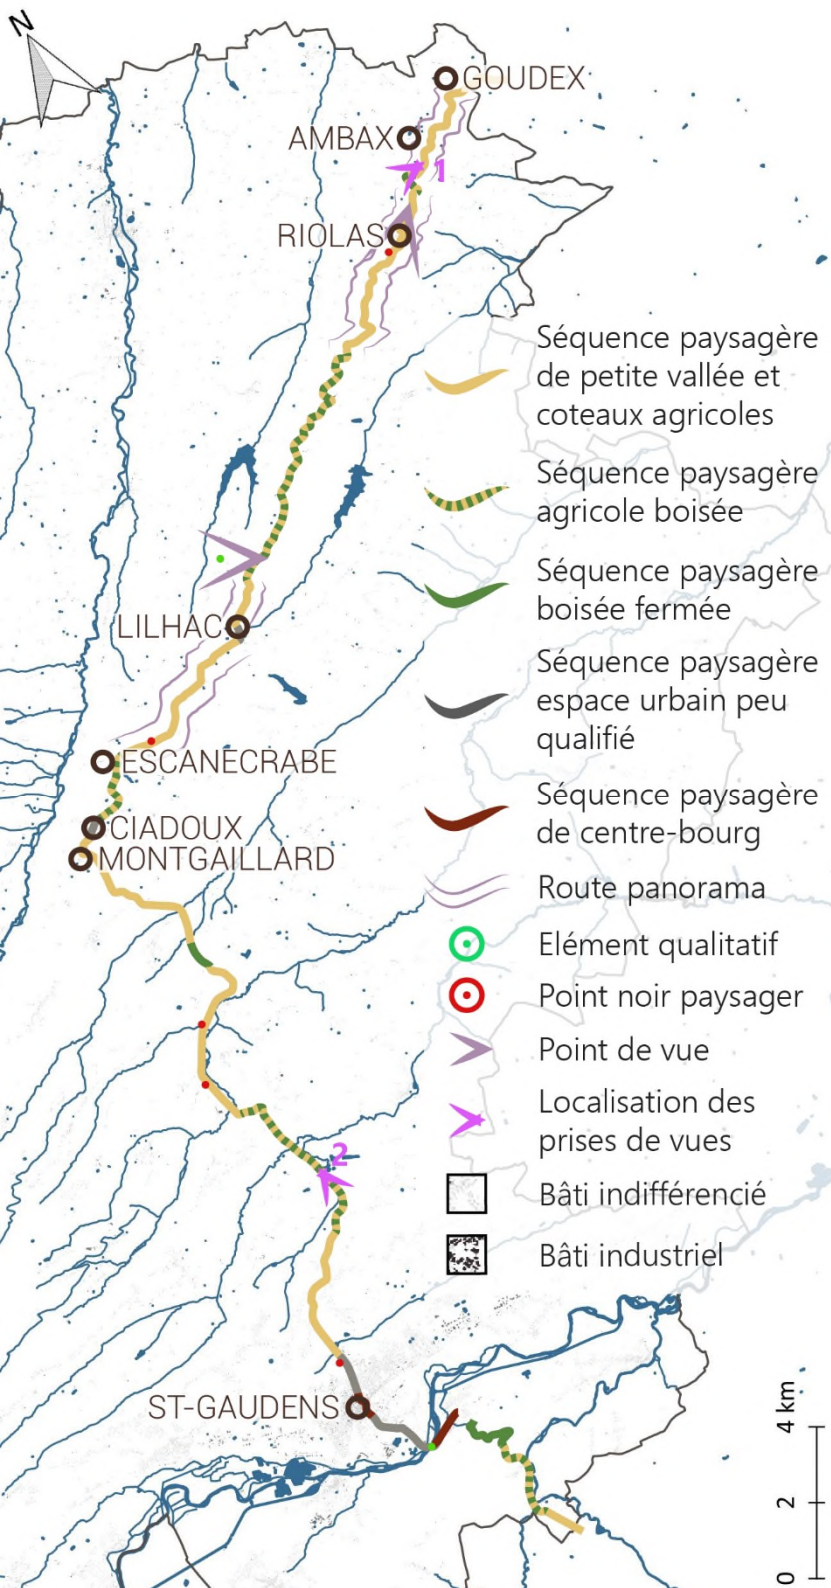 N
GOUDEX
AMBAX
1
RIOLAS
Séquence paysagère
de petite vallée et
coteaux agricoles
Séquence paysagère
agricole boisée
Séquence paysagère
boisée fermée
LILHAC
Séquence paysagère
espace urbain peu
qualifié
ESCANECRABE
Séquence paysagère
de centre-bourg
CIADOUX
MONTGAILLARD
Route panorama
Elément qualitatif
Point noir paysager
Point de vue
Localisation des
prises de vues
2
Bâti indifférencié
Bâti industriel
ST-GAUDENS
4 km
2
0